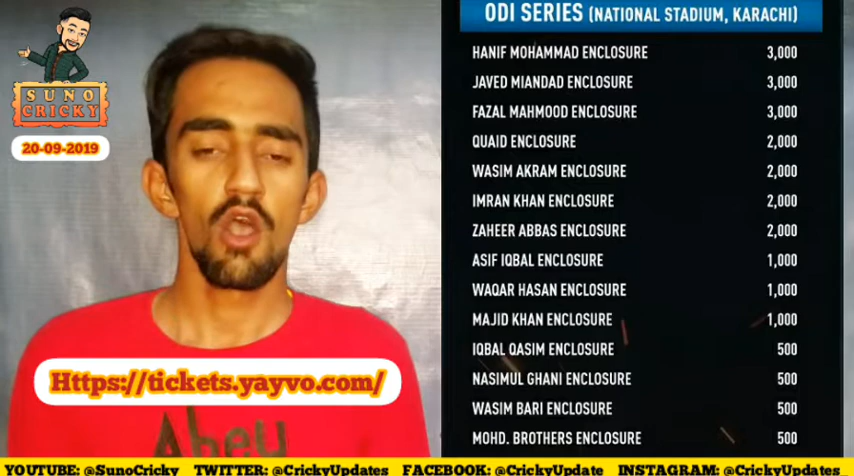 SUNO
CRICKY
20-09-2019
Https://tickets.yayvo.com/
Abeu
ODI SERIES (NATIONAL STADIUM, KARACHI)
HANIF MOHAMMAD ENCLOSURE 3,000
JAVED MIANDAD ENCLOSURE 3,000
FAZAL MAHMOOD ENCLOSURE 3,000
QUAID ENCLOSURE 2,000
WASIM AKRAM ENCLOSURE 2,000
IMRAN KHAN ENCLOSURE 2,000
ZAHEER ABBAS ENCLOSURE 2,000
ASIF IQBAL ENCLOSURE 1,000
WAQAR HASAN ENCLOSURE 1,000
MAJID KHAN ENCLOSURE 1,000
IQBAL QASIM ENCLOSURE 500
NASIMUL GHANI ENCLOSURE 500
WASIM BARI ENCLOSURE 500
MOHD. BROTHERS ENCLOSURE 500
YOUTUBE: @SunoCricky TWITTER: @CrickyUpdates FACEBOOK: @CrickyUpdate INSTAGRAM: @CrickyUpdates